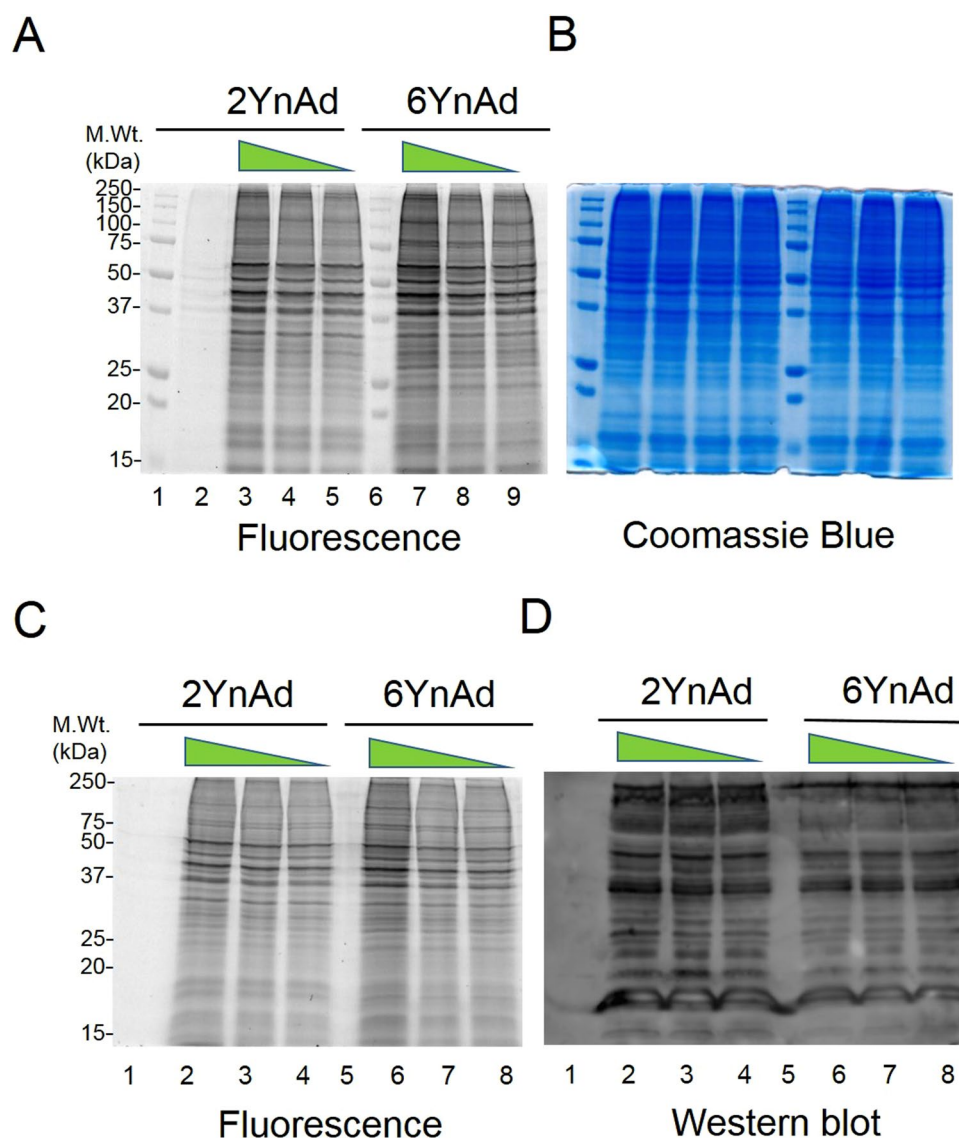 A
B
2YnAd
6YnAd
M.Wt.
(kDa)
250-
150-
100-
75-
50-
37-
25-
20-
15-
1 2 3 4 5 6 7 8 9
Fluorescence
Coomassie Blue
C
D
2YnAd
6YnAd
2YnAd
6YnAd
M.Wt.
(kDa)
250-
75-
50-
37-
25-
20-
15-
1 2 3 4 5 6 7 8
1 2 3 4 5 6 7 8
Fluorescence
Western blot